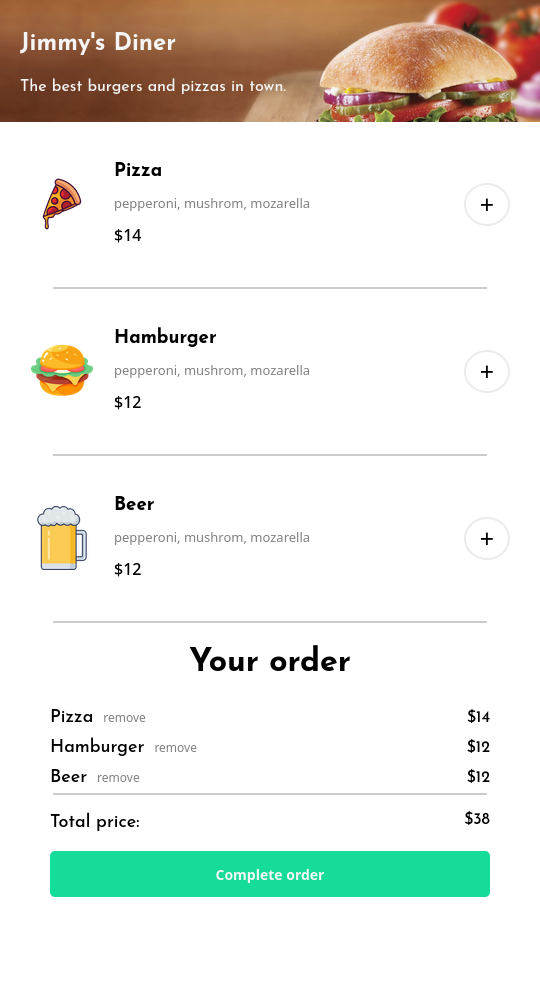 Jimmy's Diner
The best burgers and pizzas in town.
Pizza
pepperoni, mushrom, mozarella
$14
+
Hamburger
pepperoni, mushrom, mozarella
$12
+
Beer
pepperoni, mushrom, mozarella
$12
+
Your order
Pizza remove $14
Hamburger remove $12
Beer remove $12
Total price: $38
Complete order